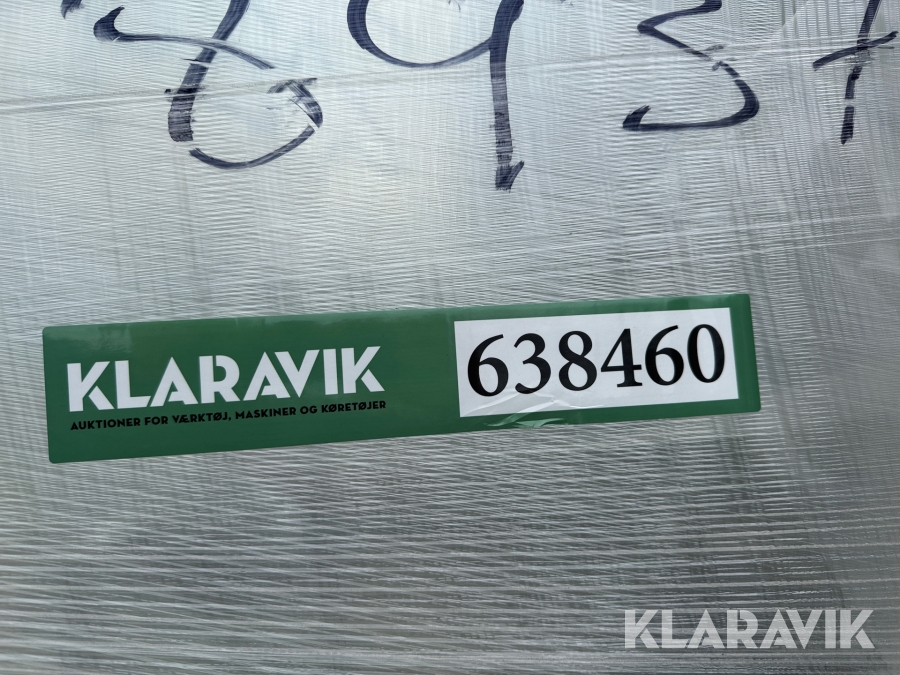 8937
KLARAVIK
AUKTIONER FOR VÆRKTØJ, MASKINER OG KØRETØJER
638460
KLARAVIK